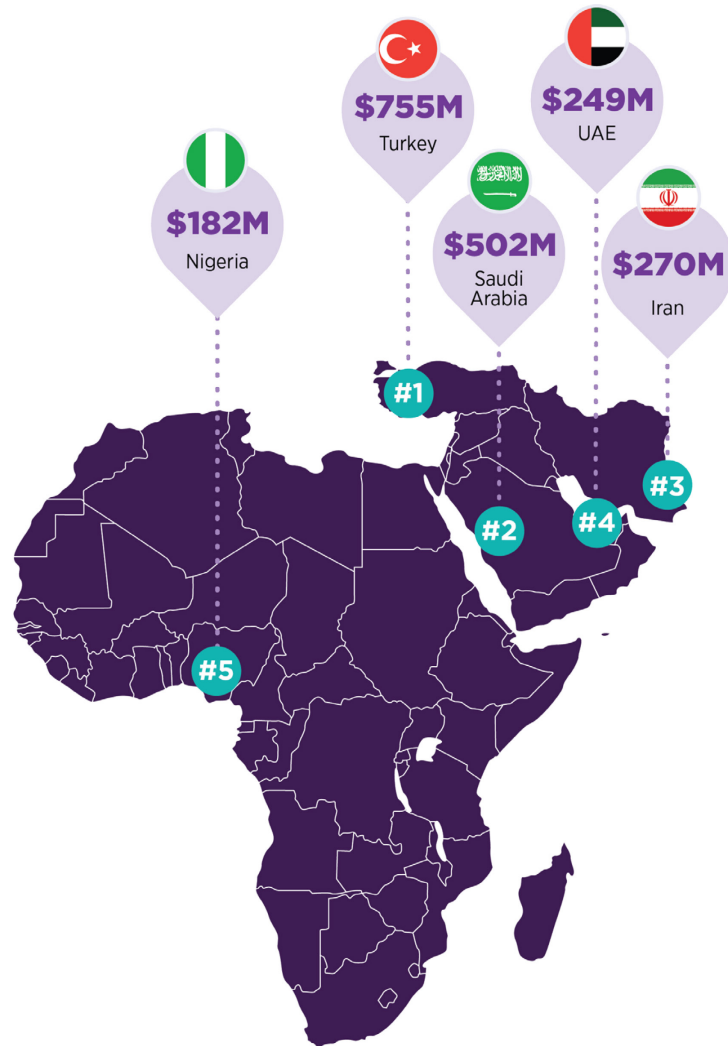 $755M
Turkey
$249M
UAE
$182M
Nigeria
$502M
Saudi
Arabia
$270M
Iran
#1
#2
#3
#4
#5